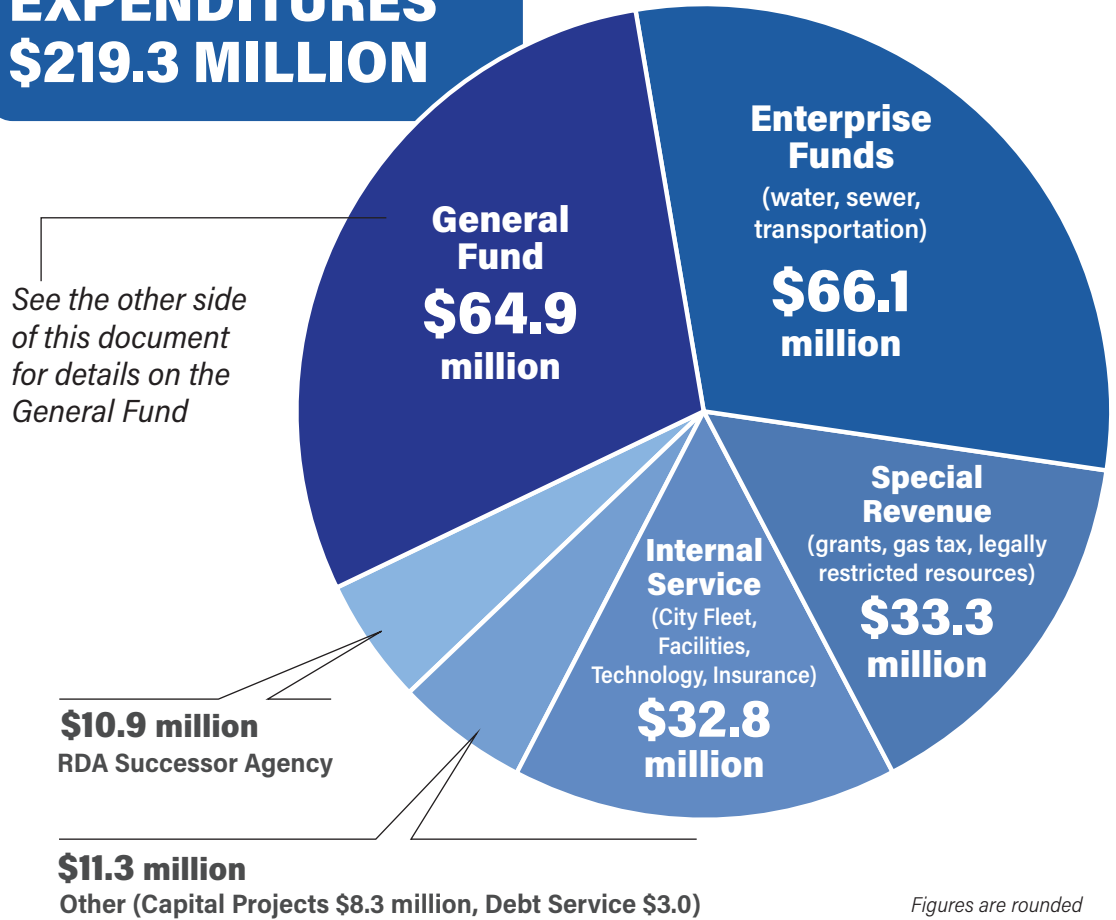 EXPENDITURES
$219.3 MILLION
Enterprise
Funds
(water, sewer,
transportation)
$66.1
million
General
Fund
$64.9
million
See the other side
of this document
for details on the
General Fund
Special
Revenue
(grants, gas tax, legally
restricted resources)
$33.3
million
Internal
Service
(City Fleet,
Facilities,
Technology, Insurance)
$32.8
million
$10.9 million
RDA Successor Agency
$11.3 million
Other (Capital Projects $8.3 million, Debt Service $3.0)
Figures are rounded